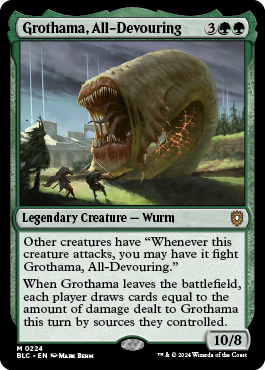 Grothama, All-Devouring 3
Legendary Creature — Wurm
Other creatures have “Whenever this
creature attacks, you may have it fight
Grothama, All-Devouring.”
When Grothama leaves the battlefield,
each player draws cards equal to the
amount of damage dealt to Grothama
this turn by sources they controlled.
10/8
M 0224
BLC • EN Mark Behm
™ & © 2024 Wizards of the Coast